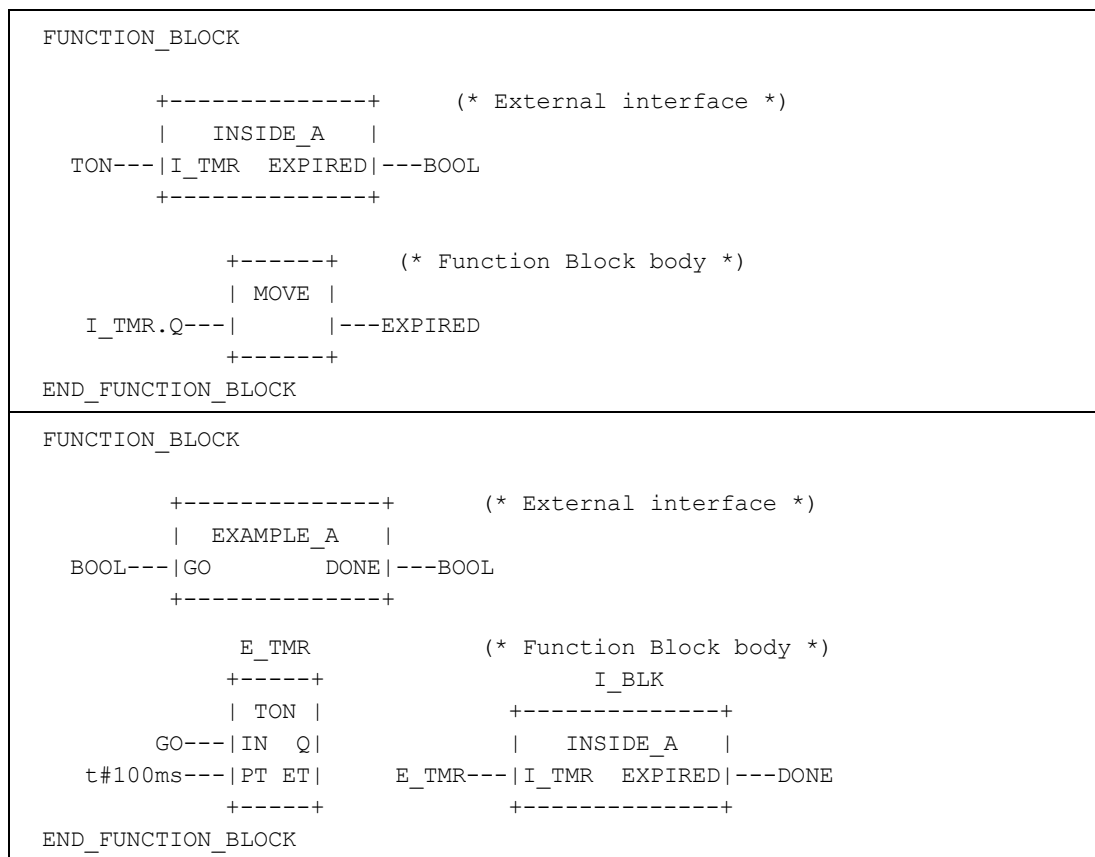 FUNCTION_BLOCK
+--------------+ (* External interface *)
| INSIDE_A |
TON---|I_TMR EXPIRED|---BOOL
+--------------+
+------+ (* Function Block body *)
| MOVE |
I_TMR.Q---| |---EXPIRED
+------+
END_FUNCTION_BLOCK
FUNCTION_BLOCK
+--------------+ (* External interface *)
| EXAMPLE_A |
BOOL---|GO DONE|---BOOL
+--------------+
E_TMR (* Function Block body *)
+-----+ I_BLK
| TON | +--------------+
GO---|IN Q| | INSIDE_A |
t#100ms---|PT ET| E_TMR---|I_TMR EXPIRED|---DONE
+-----+ +--------------+
END_FUNCTION_BLOCK